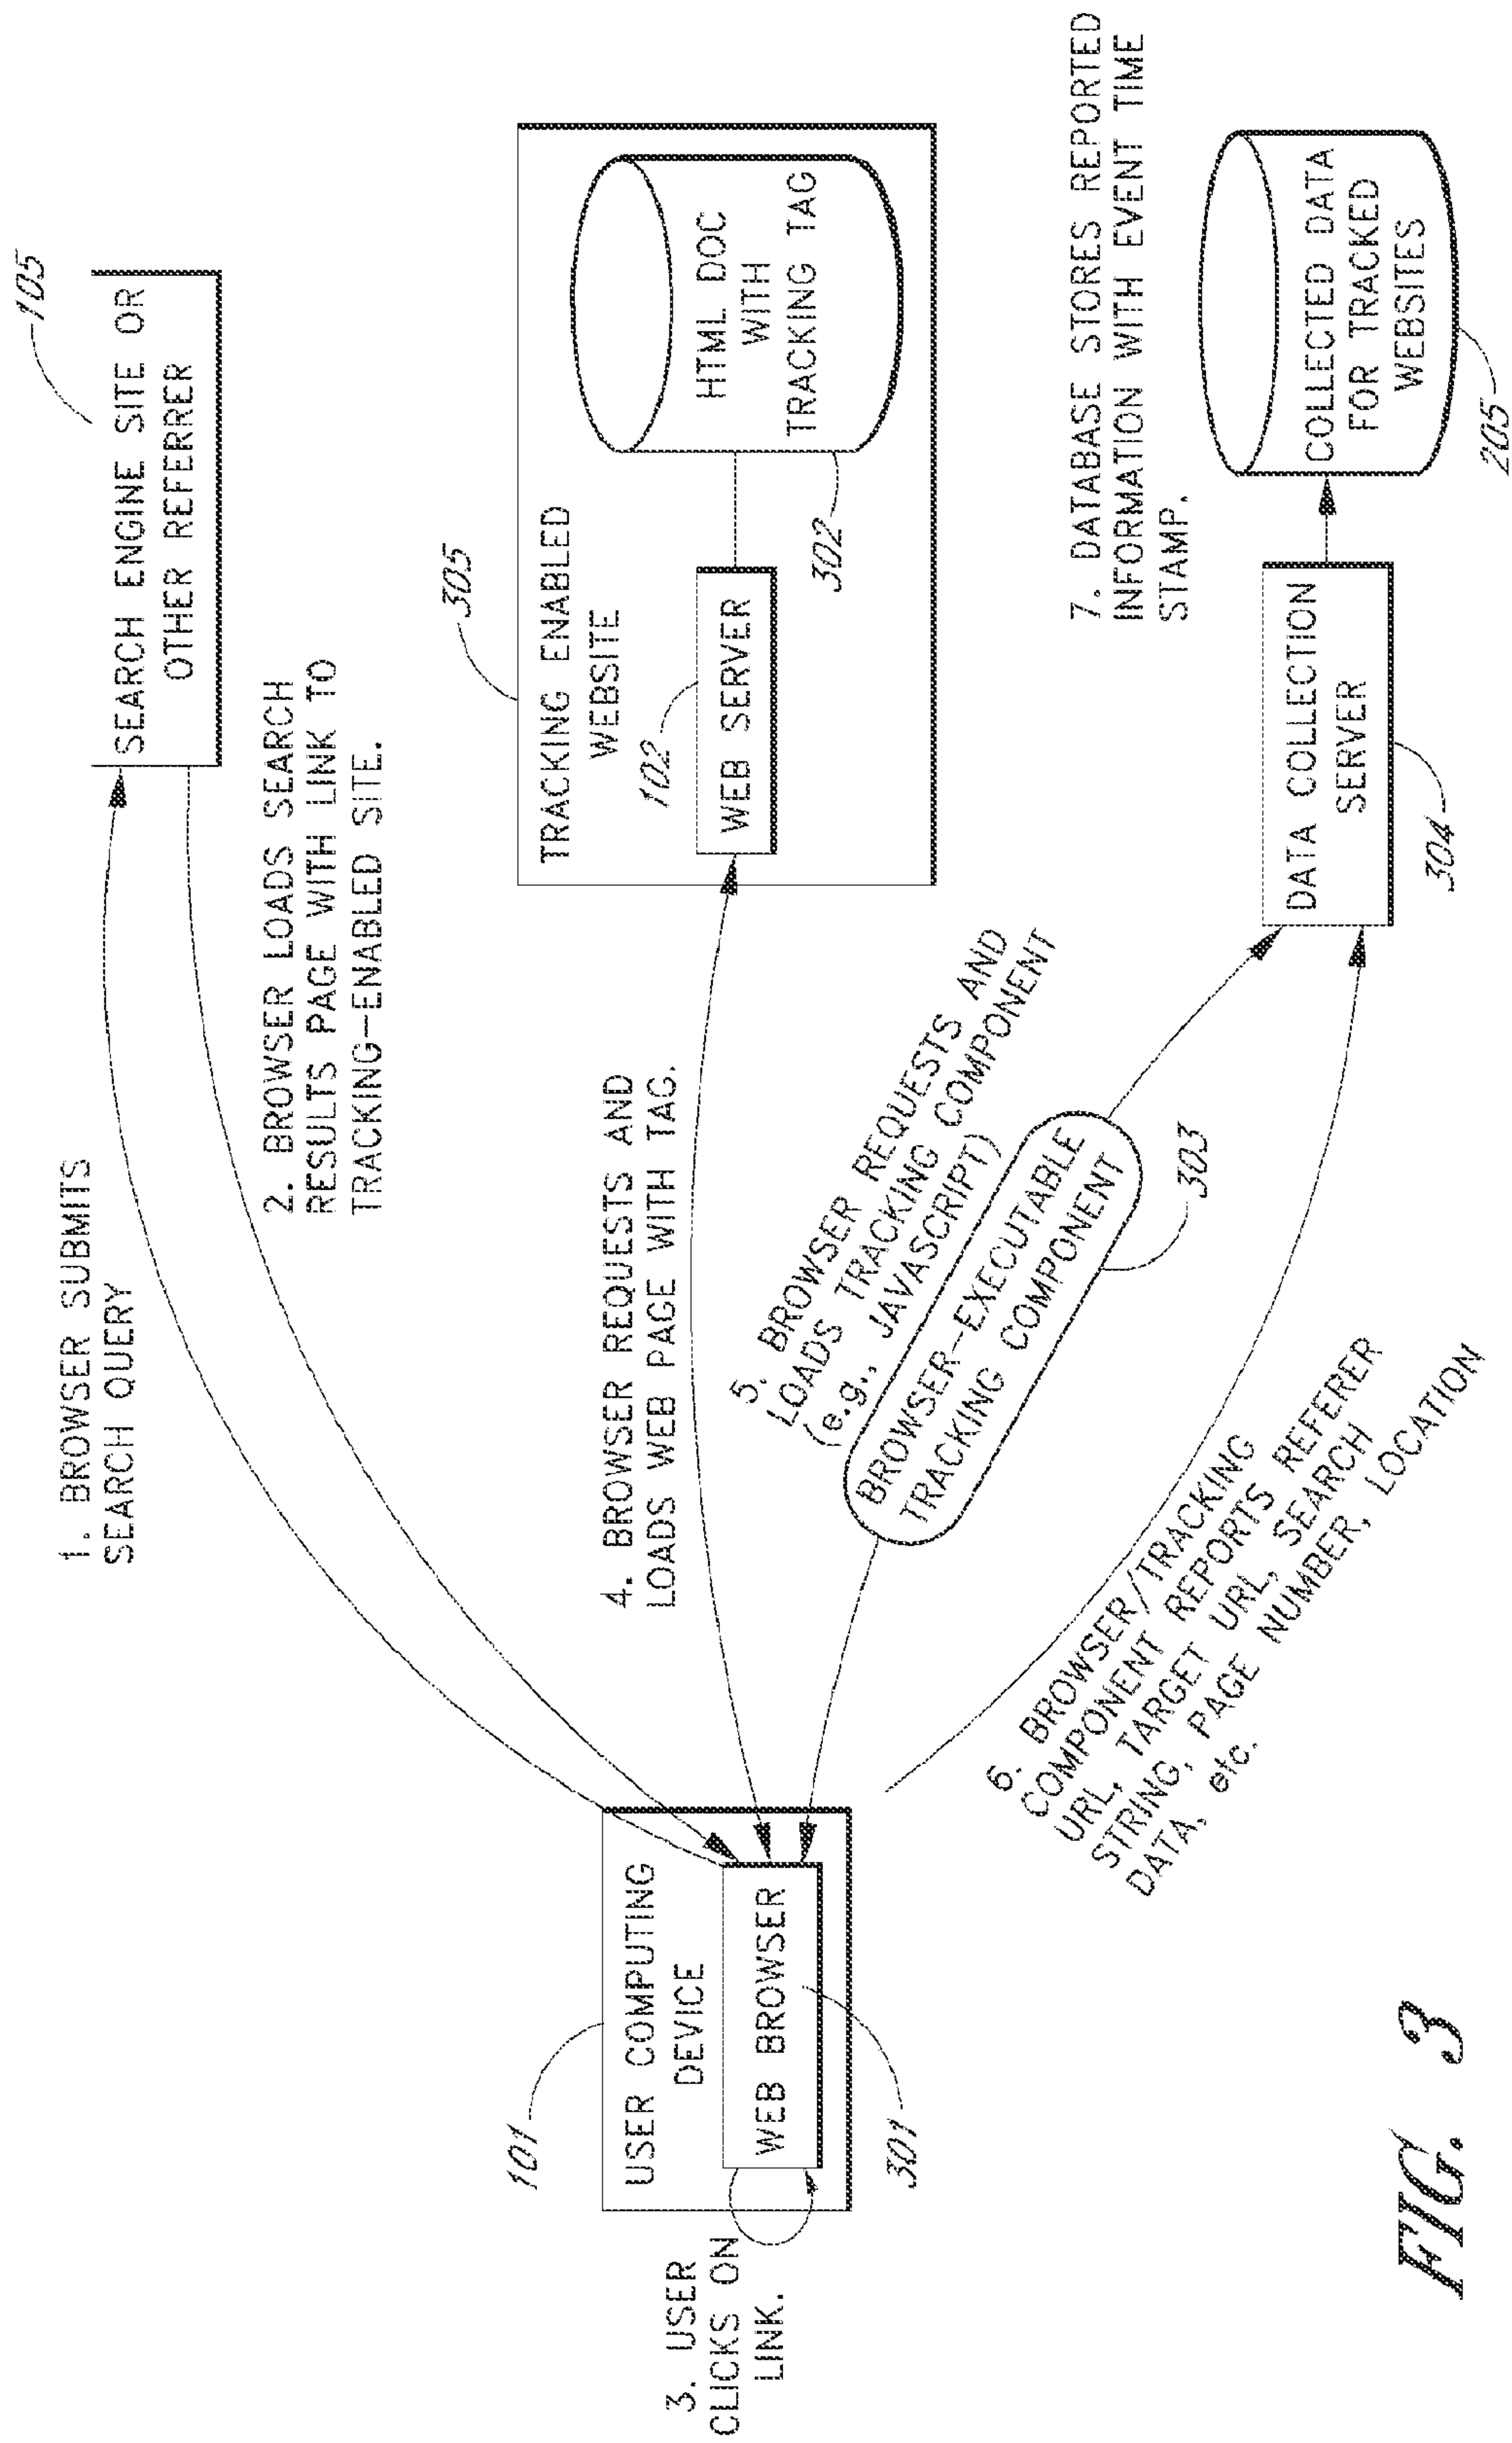 105
SEARCH ENGINE SITE OR
OTHER REFERRER
1. BROWSER SUBMITS
SEARCH QUERY
2. BROWSER LOADS SEARCH
RESULTS PAGE WITH LINK TO
TRACKING-ENABLED SITE.
305
TRACKING ENABLED
WEBSITE
102
WEB SERVER
HTML DOC
WITH
TRACKING TAG
302
101
USER COMPUTING
DEVICE
WEB BROWSER
301
3. USER
CLICKS ON
LINK.
4. BROWSER REQUESTS AND
LOADS WEB PAGE WITH TAG.
5. BROWSER REQUESTS AND
LOADS TRACKING COMPONENT
(e.g., JAVASCRIPT)
BROWSER-EXECUTABLE
TRACKING COMPONENT
303
6. BROWSER/TRACKING
COMPONENT REPORTS REFERER
URL, TARGET URL, SEARCH
STRING, PAGE NUMBER, LOCATION
DATA, etc.
7. DATABASE STORES REPORTED
INFORMATION WITH EVENT TIME
STAMP.
DATA COLLECTION
SERVER
304
COLLECTED DATA
FOR TRACKED
WEBSITES
205
FIG. 3